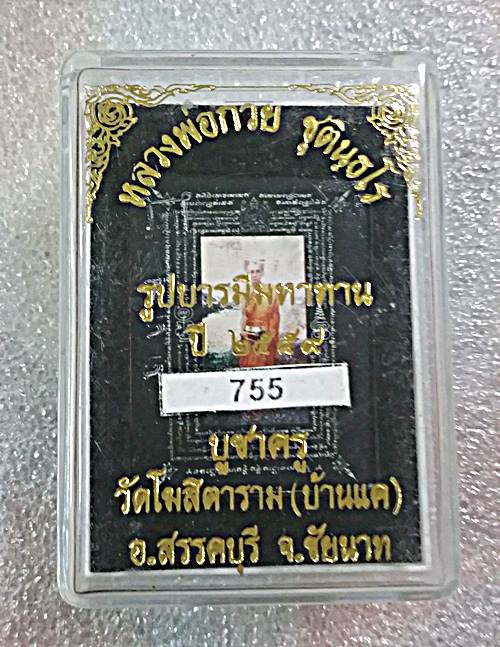 หลวงพ่อกวย ชุตินฺธโร
รูปบารมีมหาทาน
ปี ๒๕๕๙
755
บูชาครู
วัดโฆสิตาราม (บ้านแค)
อ.สรรคบุรี จ.ชัยนาท